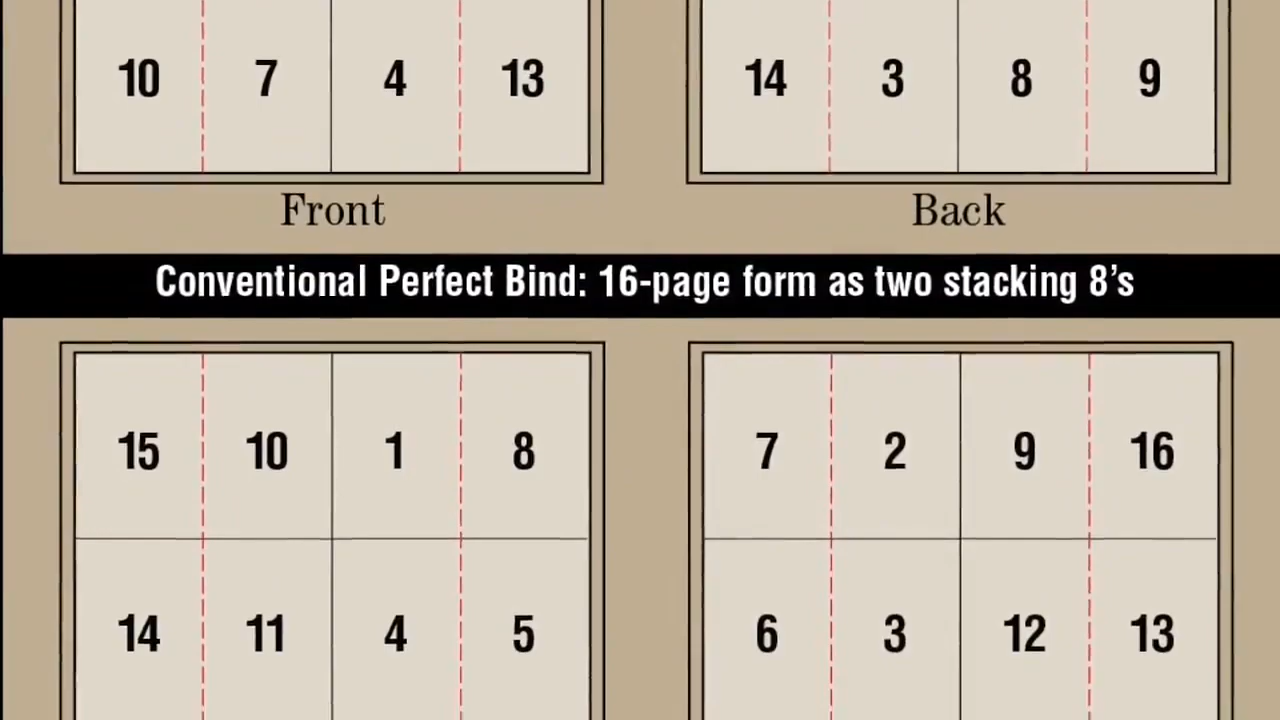 10 7 4 13 14 3 8 9
Front Back
Conventional Perfect Bind: 16-page form as two stacking 8’s
15 10 1 8 7 2 9 16
14 11 4 5 6 3 12 13